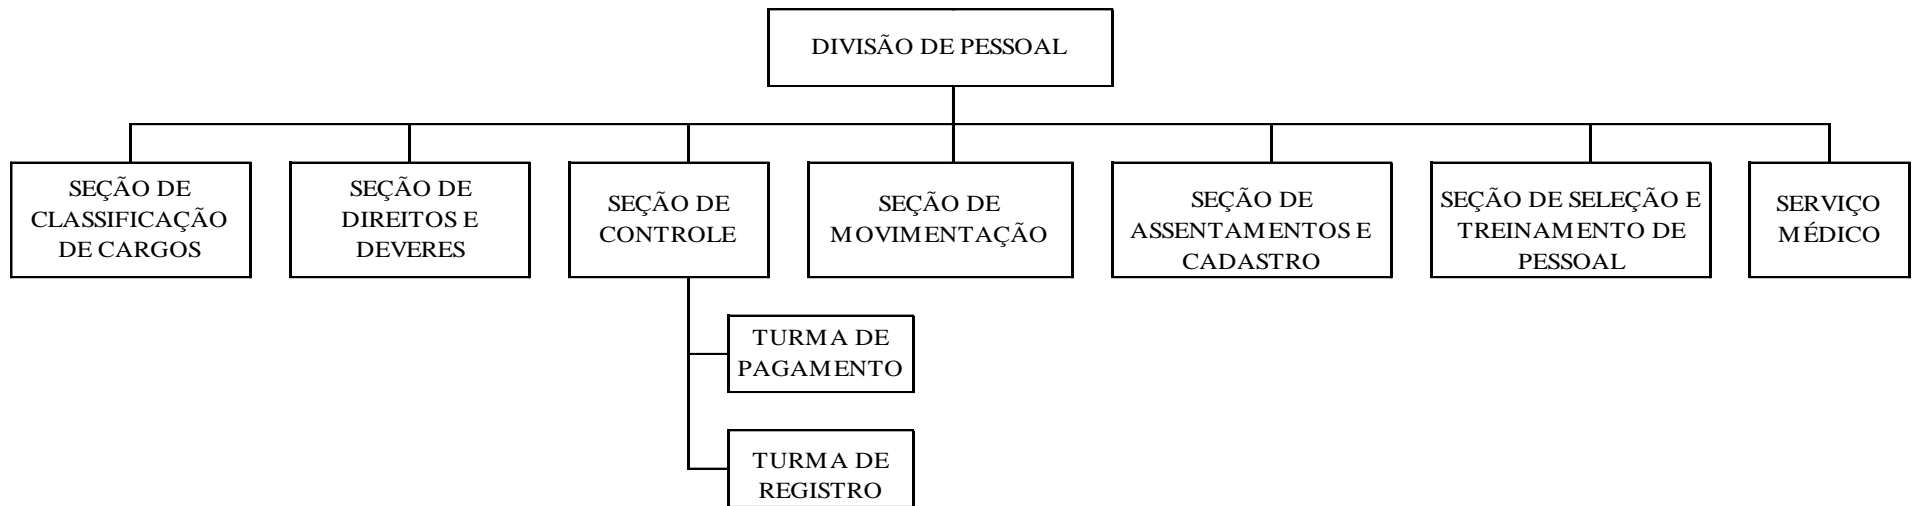 DIVISÃO DE PESSOAL
SEÇÃO DE
CLASSIFICAÇÃO
DE CARGOS
SEÇÃO DE
DIREITOS E
DEVERES
SEÇÃO DE
CONTROLE
SEÇÃO DE
MOVIMENTAÇÃO
SEÇÃO DE
ASSENTAMENTOS E
CADASTRO
SEÇÃO DE SELEÇÃO E
TREINAMENTO DE
PESSOAL
SERVIÇO
MÉDICO
TURMA DE
PAGAMENTO
TURMA DE
REGISTRO